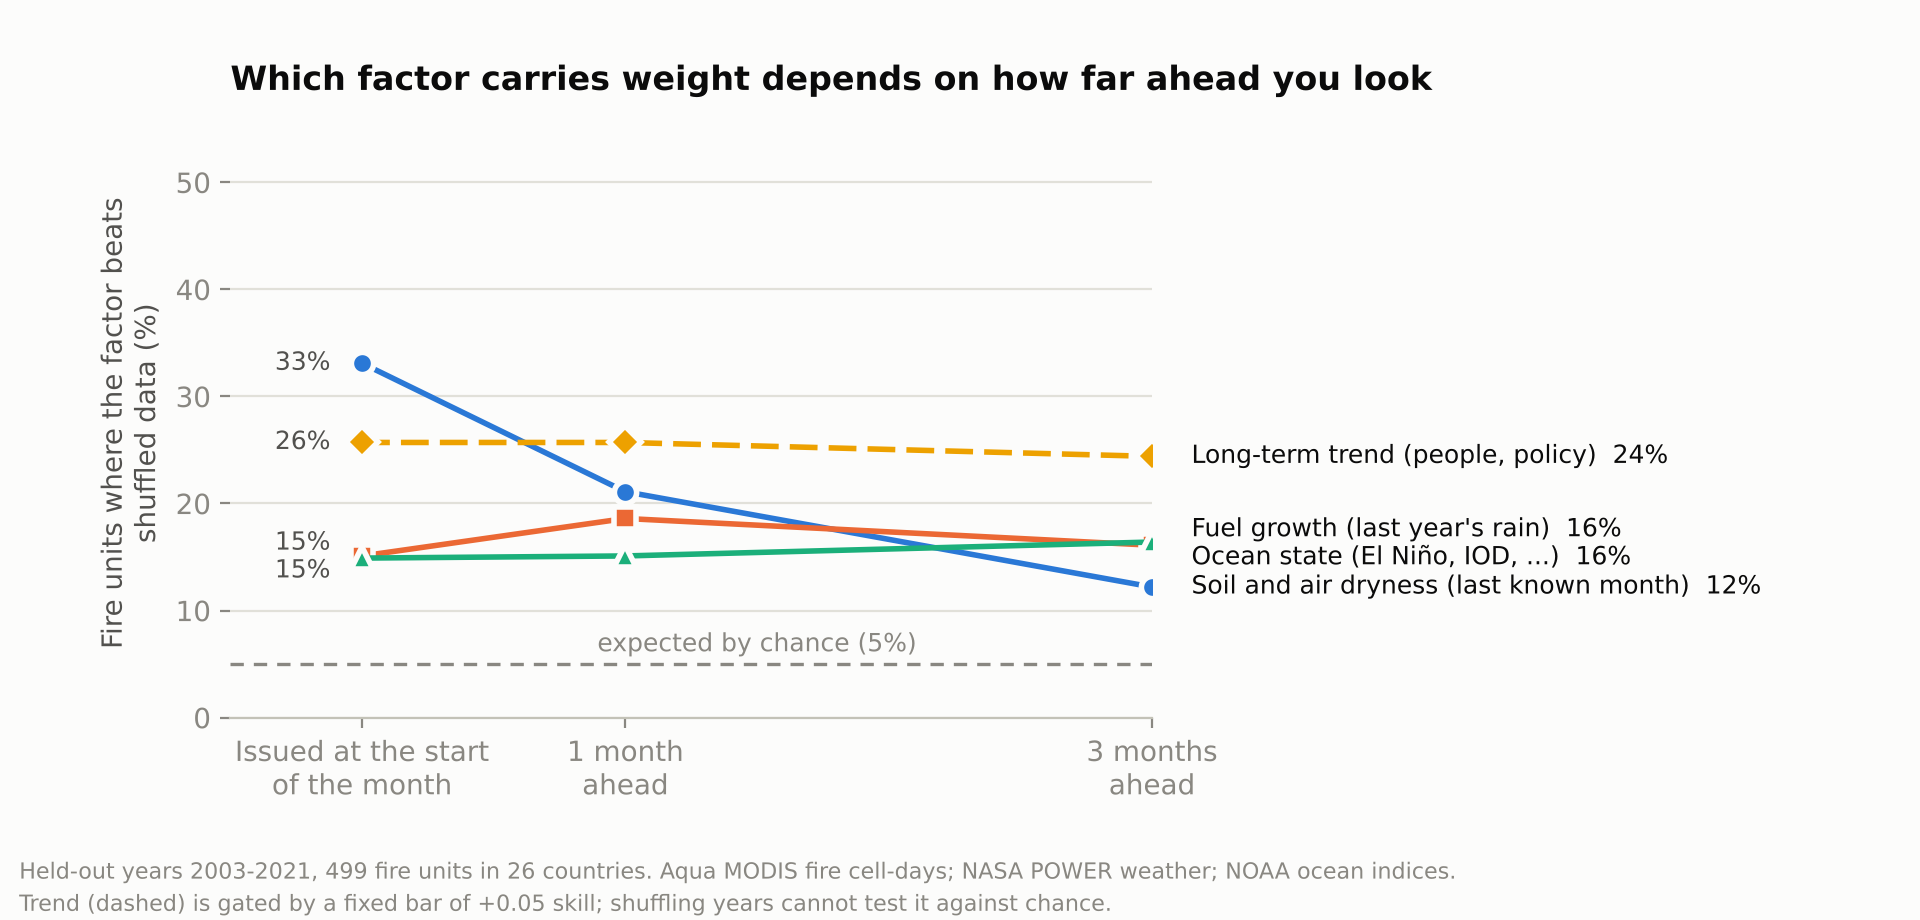 Which factor carries weight depends on how far ahead you look
Fire units where the factor beats
shuffled data (%)
50
40
30
20
10
0
33%
26%
15%
15%
Long-term trend (people, policy) 24%
Fuel growth (last year's rain) 16%
Ocean state (El Niño, IOD, ...) 16%
Soil and air dryness (last known month) 12%
expected by chance (5%)
Issued at the start
of the month
1 month
ahead
3 months
ahead
Held-out years 2003-2021, 499 fire units in 26 countries. Aqua MODIS fire cell-days; NASA POWER weather; NOAA ocean indices.
Trend (dashed) is gated by a fixed bar of +0.05 skill; shuffling years cannot test it against chance.